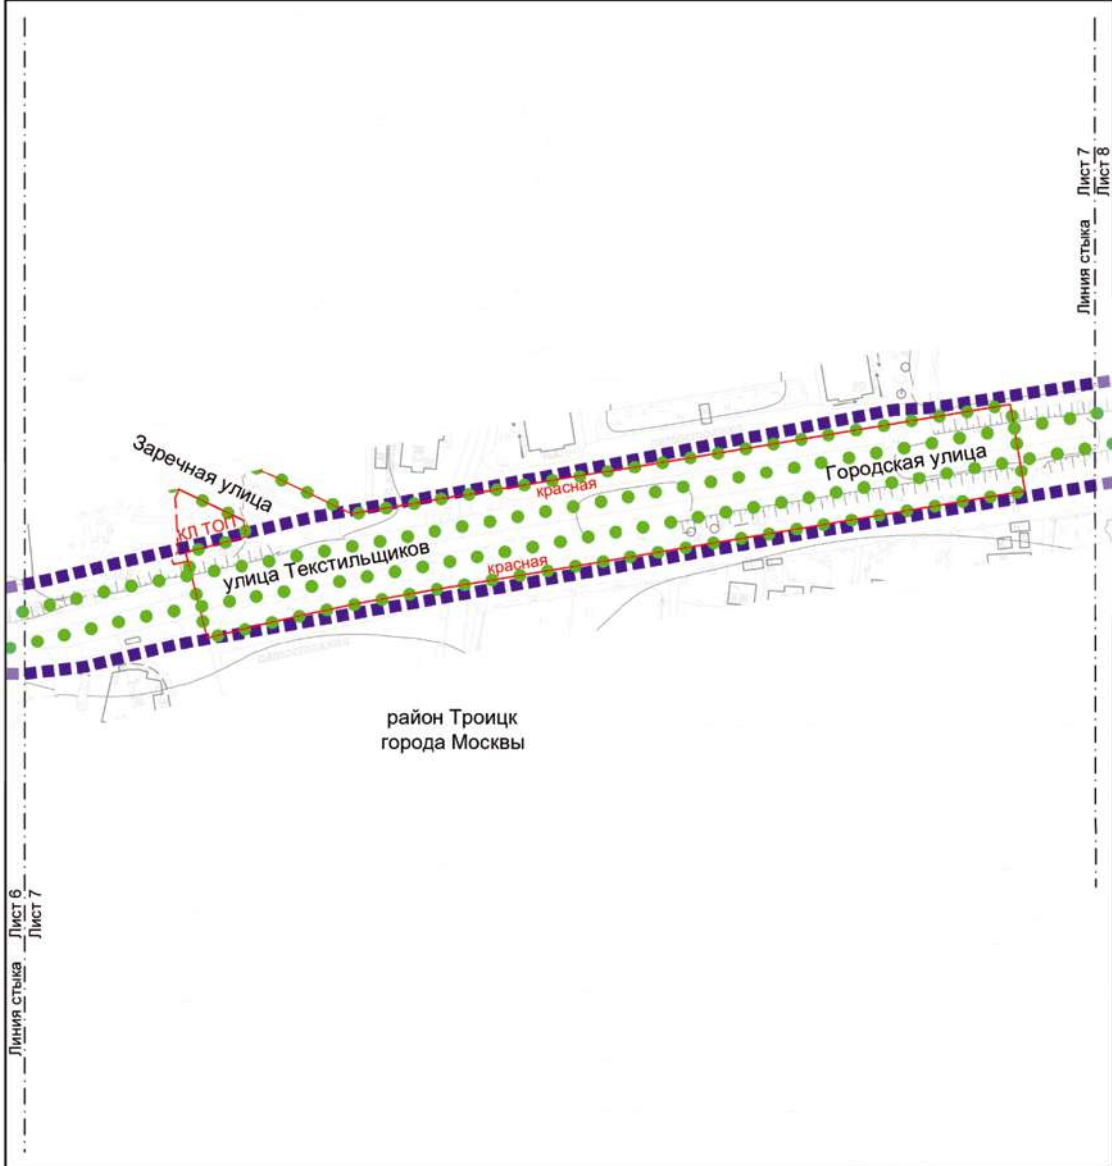 Лист 7
Лист 8
Линия стыка
Заречная улица
КЛ ТОП
красная
Городская улица
улица Текстильщиков
красная
район Троицк
города Москвы
Лист 6
Лист 7
Линия стыка